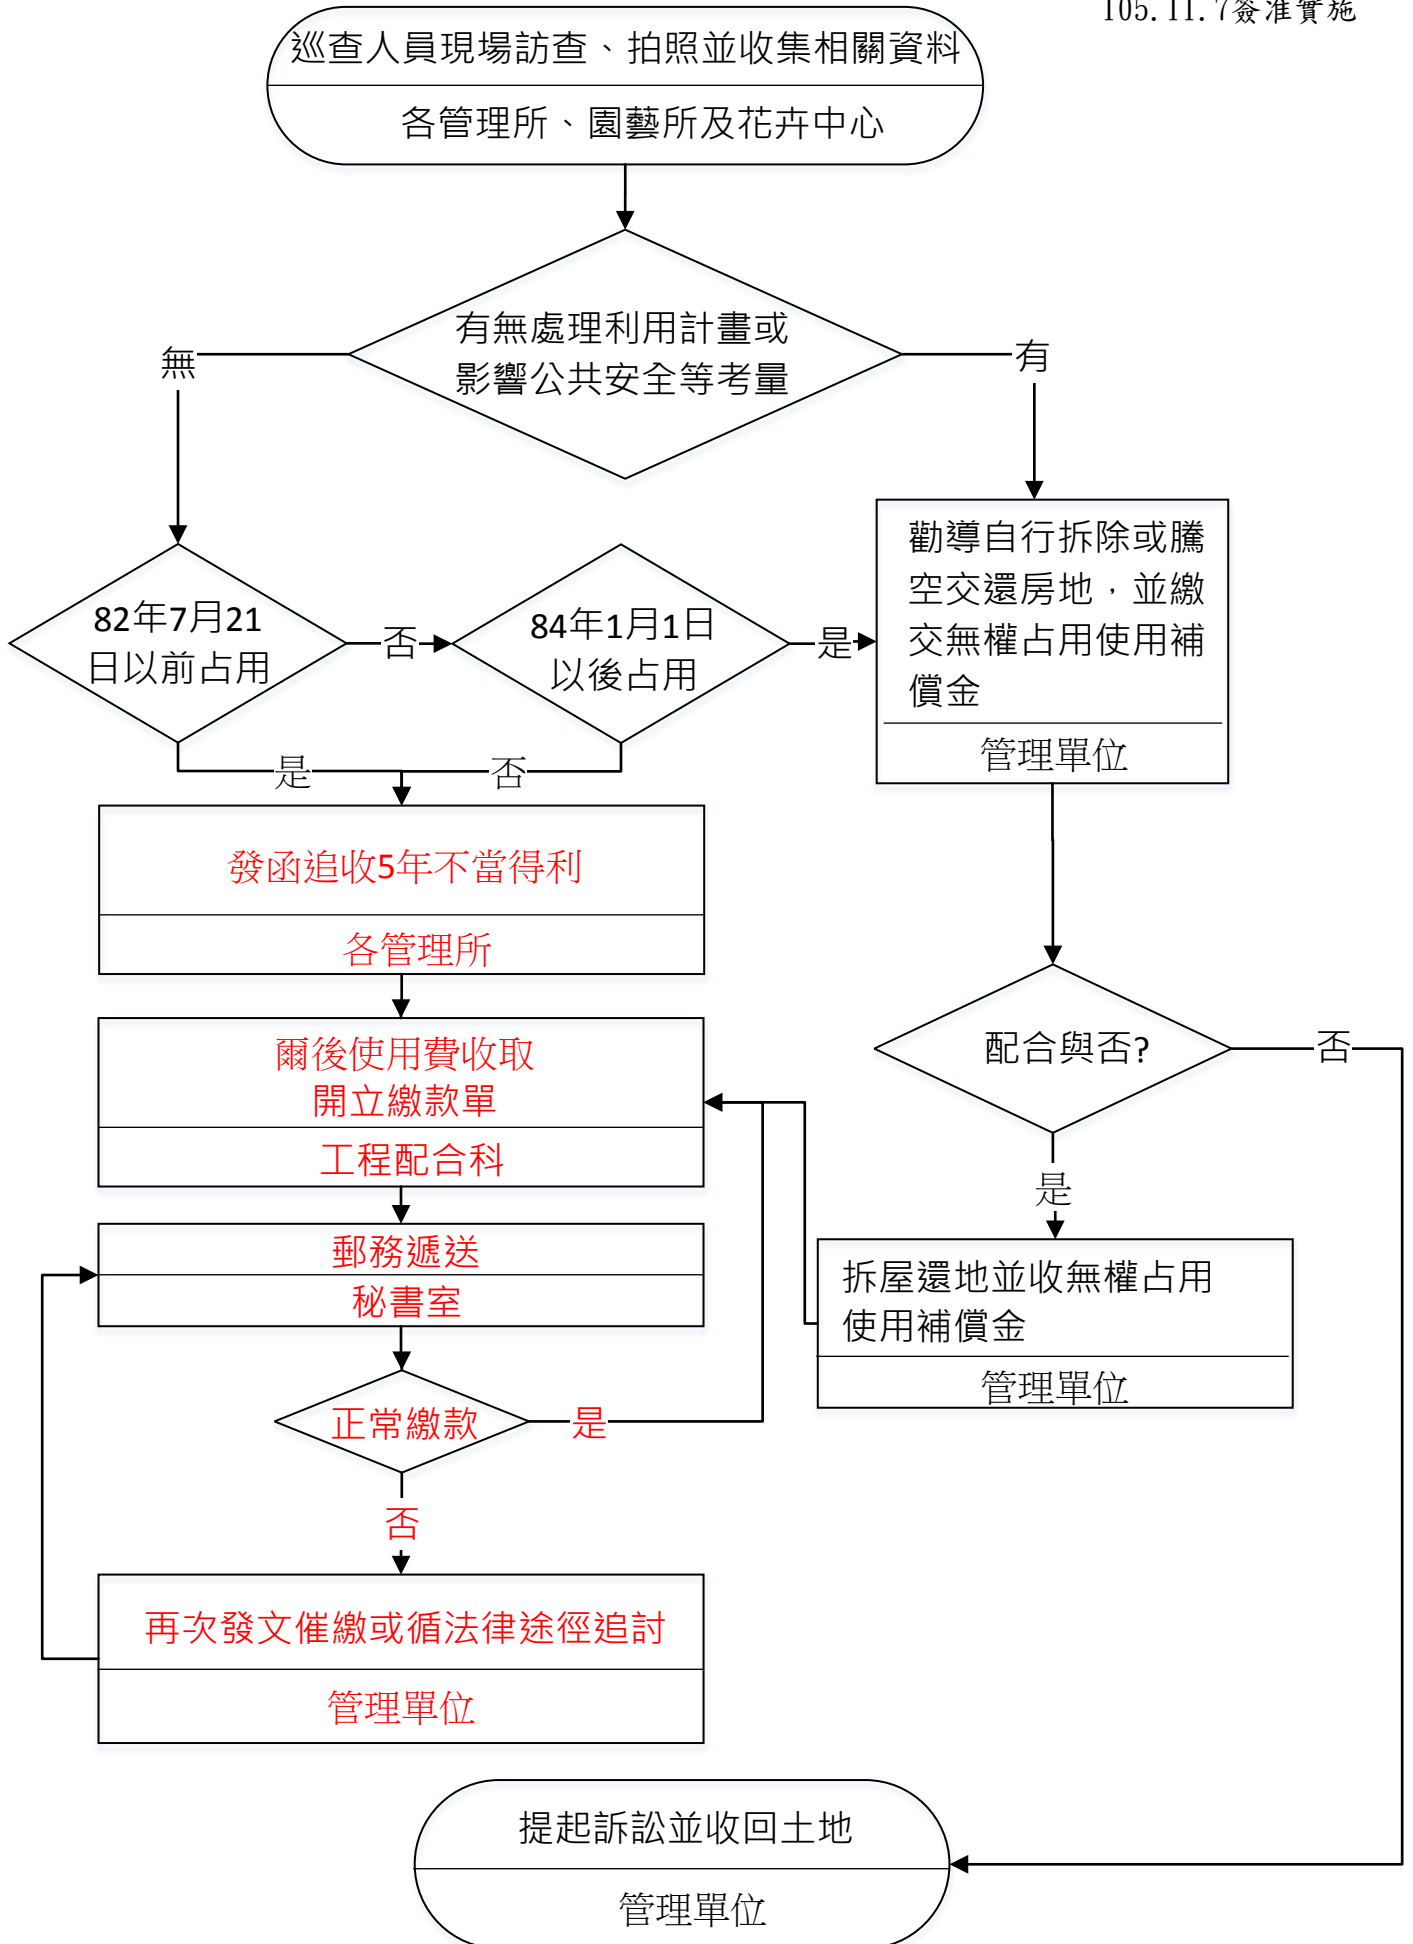 105.11.7簽准實施
巡查人員現場訪查、拍照並收集相關資料
各管理所、園藝所及花卉中心
有無處理利用計畫或
影響公共安全等考量
無
有
82年7月21
日以前占用
否
84年1月1日
以後占用
是
勸導自行拆除或騰
空交還房地，並繳
交無權占用使用補
償金
管理單位
是
否
發函追收5年不當得利
各管理所
爾後使用費收取
開立繳款單
工程配合科
配合與否?
否
是
郵務遞送
秘書室
拆屋還地並收無權占用
使用補償金
管理單位
正常繳款
是
否
再次發文催繳或循法律途徑追討
管理單位
提起訴訟並收回土地
管理單位